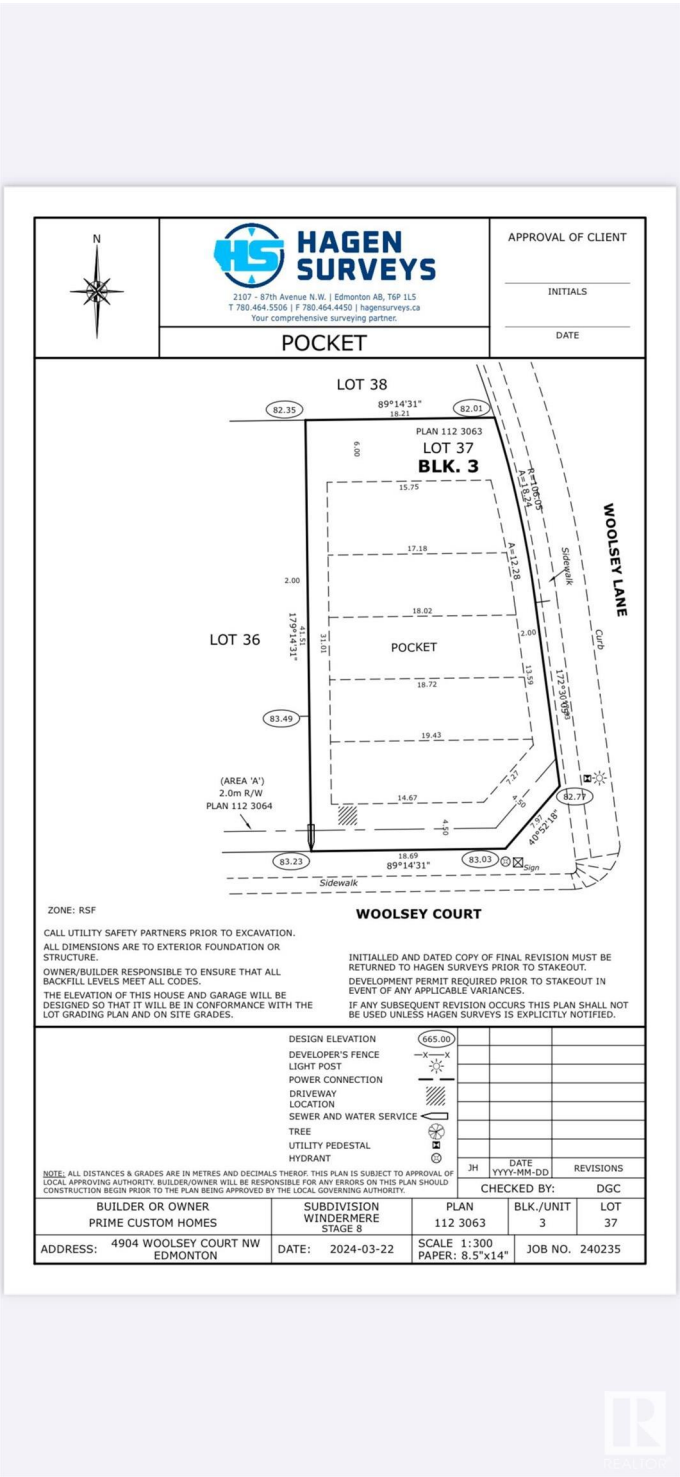 N
HS
HAGEN
SURVEYS
2107 - 87th Avenue N.W. | Edmonton AB, T6P 1L5
T 780.464.5506 | F 780.464.4450 | hagensurveys.ca
Your comprehensive surveying partner.
POCKET
APPROVAL OF CLIENT
INITIALS
DATE
LOT 38
82.35
89°14'31"
18.21
82.01
PLAN 112 3063
LOT 37
BLK. 3
6.00
15.75
R=106.05
A=18.24
WOOLSEY LANE
17.18
A=12.28
Sidewalk
2.00
18.02
179°14'31"
41.51
31.01
2.00
LOT 36
POCKET
Curb
18.72
13.59
83.49
19.43
7.27
(AREA 'A')
2.0m R/W
PLAN 112 3064
14.67
4.50
82.77
4.50
7.97
40°52'18"
83.23
18.69
89°14'31"
83.03
Sign
Sidewalk
ZONE: RSF
WOOLSEY COURT
CALL UTILITY SAFETY PARTNERS PRIOR TO EXCAVATION.
ALL DIMENSIONS ARE TO EXTERIOR FOUNDATION OR
STRUCTURE.
OWNER/BUILDER RESPONSIBLE TO ENSURE THAT ALL
BACKFILL LEVELS MEET ALL CODES.
THE ELEVATION OF THIS HOUSE AND GARAGE WILL BE
DESIGNED SO THAT IT WILL BE IN CONFORMANCE WITH THE
LOT GRADING PLAN AND ON SITE GRADES.
INITIALLED AND DATED COPY OF FINAL REVISION MUST BE
RETURNED TO HAGEN SURVEYS PRIOR TO STAKEOUT.
DEVELOPMENT PERMIT REQUIRED PRIOR TO STAKEOUT IN
EVENT OF ANY APPLICABLE VARIANCES.
IF ANY SUBSEQUENT REVISION OCCURS THIS PLAN SHALL NOT
BE USED UNLESS HAGEN SURVEYS IS EXPLICITLY NOTIFIED.
DESIGN ELEVATION 665.00
DEVELOPER'S FENCE X X
LIGHT POST
POWER CONNECTION
DRIVEWAY
LOCATION
SEWER AND WATER SERVICE
TREE
UTILITY PEDESTAL
HYDRANT
NOTE: ALL DISTANCES & GRADES ARE IN METRES AND DECIMALS THEROF. THIS PLAN IS SUBJECT TO APPROVAL OF
LOCAL APPROVING AUTHORITY. BUILDER/OWNER WILL BE RESPONSIBLE FOR ANY ERRORS ON THIS PLAN SHOULD
CONSTRUCTION BEGIN PRIOR TO THE PLAN BEING APPROVED BY THE LOCAL GOVERNING AUTHORITY.
JH
DATE
YYYY-MM-DD
REVISIONS
CHECKED BY: DGC
BUILDER OR OWNER
PRIME CUSTOM HOMES
SUBDIVISION
WINDERMERE
STAGE 8
PLAN
112 3063
BLK./UNIT
3
LOT
37
ADDRESS: 4904 WOOLSEY COURT NW
EDMONTON
DATE: 2024-03-22
SCALE 1:300
PAPER: 8.5"x14"
JOB NO. 240235
R
REALTOR